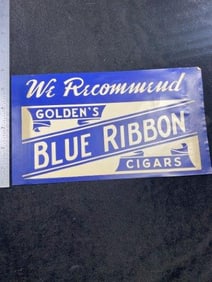 We Recommend
GOLDEN'S
BLUE RIBBON
CIGARS